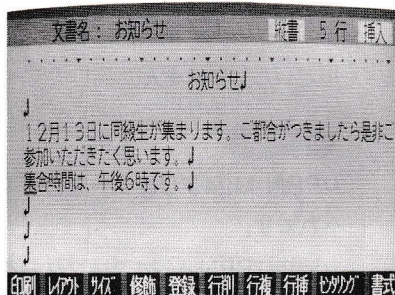 文書名： お知らせ 縦書 5行 挿入
お知らせ↲
↲
12月13日に同級生が集まります。ご都合がつきましたら是非ご
参加いただきたく思います。↲
集合時間は、午後6時です。↲
↲
↲
↲
印刷 ﾚｲｱｳﾄ ｻｲｽﾞ 修飾 登録 行削 行複 行挿 ｾﾝﾀﾘﾝｸﾞ 書式